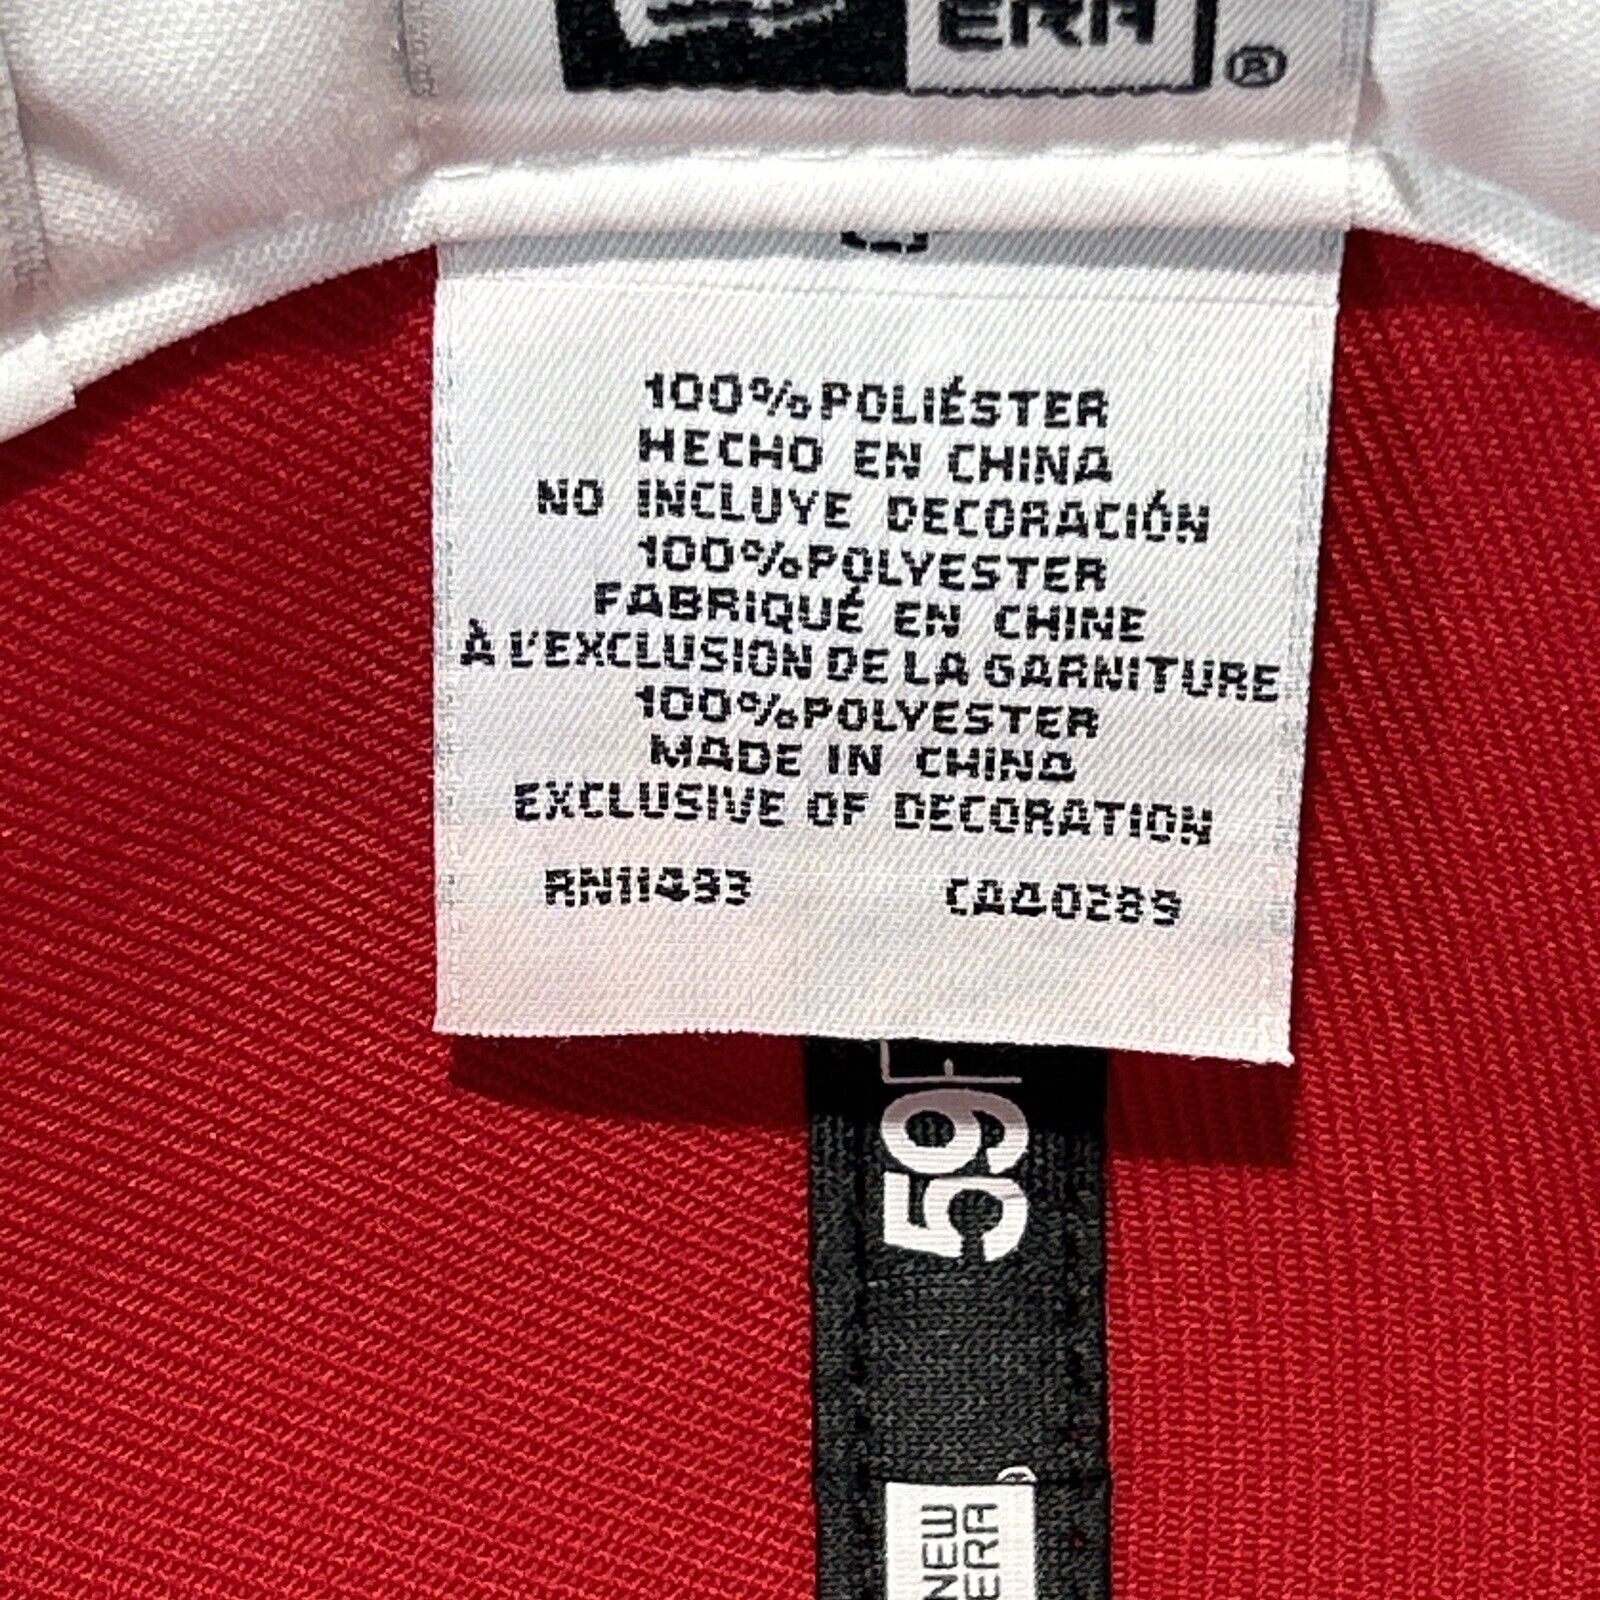 ERA ®
100% POLIÉSTER
HECHO EN CHINA
NO INCLUYE DECORACIÓN
100% POLYESTER
FABRIQUÉ EN CHINE
À L'EXCLUSION DE LA GARNITURE
100% POLYESTER
MADE IN CHINA
EXCLUSIVE OF DECORATION
RN11493 CA40289
59F
NEW
ERA